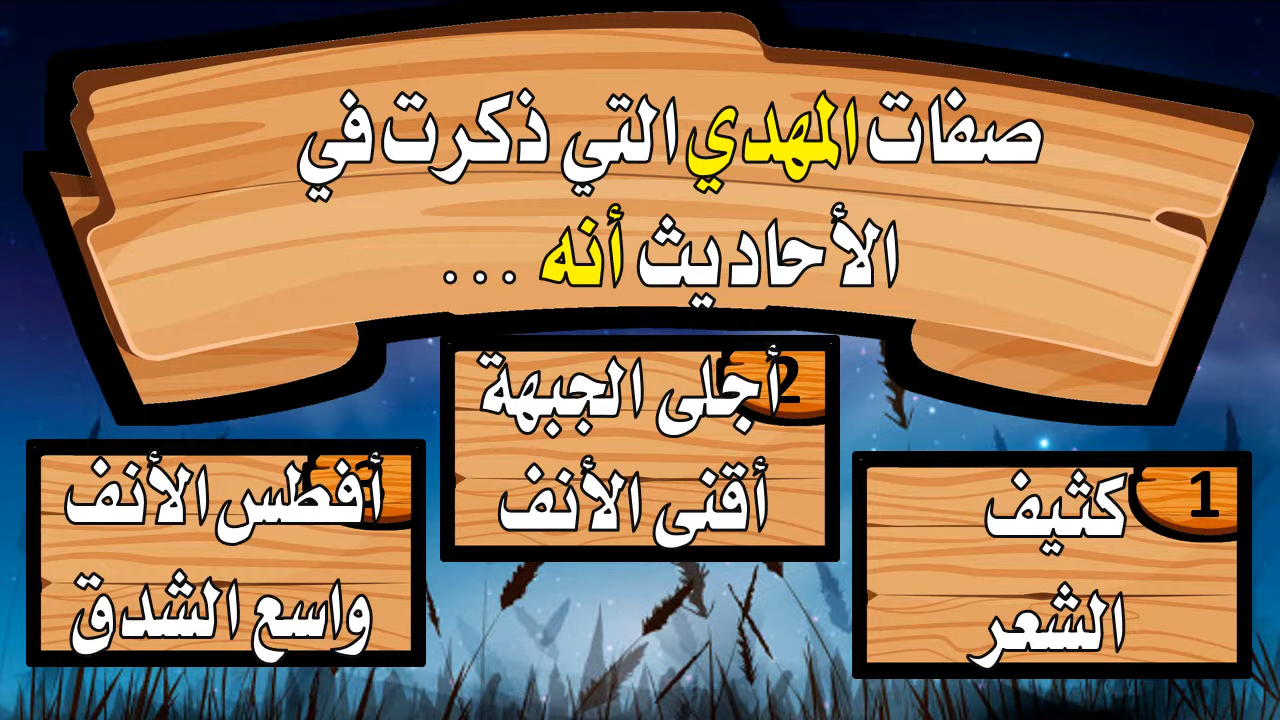 صفات المهدي التي ذكرت في
الأحاديث أنه ...
1
كثيف
الشعر
2
أجلى الجبهة
أقنى الأنف
أفطس الأنف
واسع الشدق